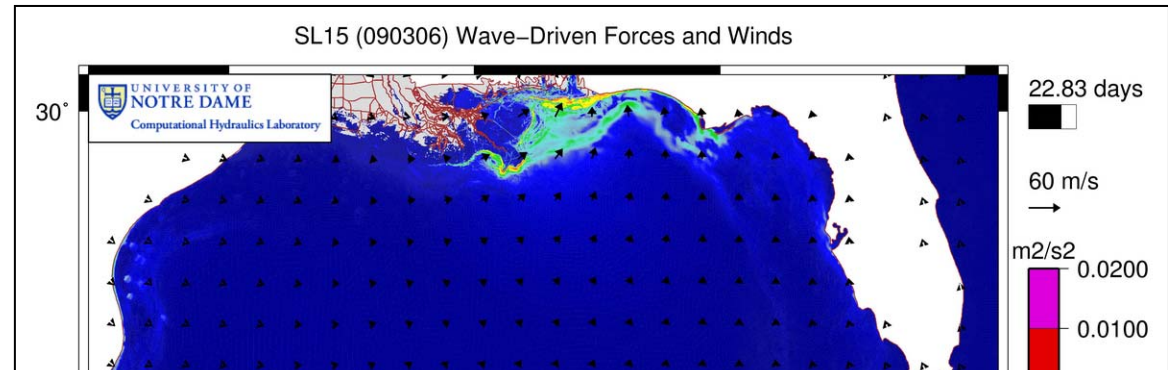 SL15 (090306) Wave−Driven Forces and Winds
UNIVERSITY OF
NOTRE DAME
Computational Hydraulics Laboratory
30°
22.83 days
60 m/s
m2/s2
0.0200
0.0100